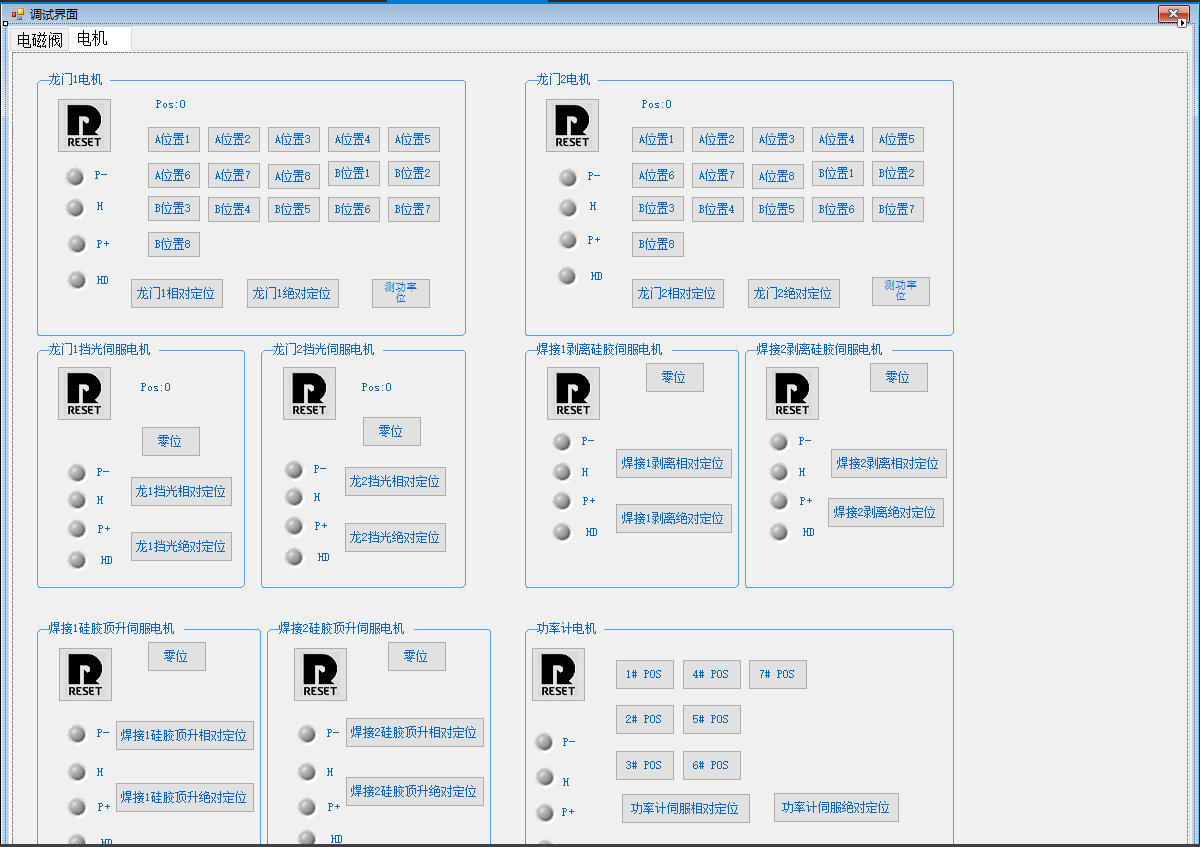 调试界面
电磁阀 电机
龙门1电机
RESET
Pos:0
A位置1 A位置2 A位置3 A位置4 A位置5
P- A位置6 A位置7 A位置8 B位置1 B位置2
H B位置3 B位置4 B位置5 B位置6 B位置7
P+ B位置8
HD
龙门1相对定位 龙门1绝对定位 测功率
位
龙门2电机
RESET
Pos:0
A位置1 A位置2 A位置3 A位置4 A位置5
P- A位置6 A位置7 A位置8 B位置1 B位置2
H B位置3 B位置4 B位置5 B位置6 B位置7
P+ B位置8
HD
龙门2相对定位 龙门2绝对定位 测功率
位
龙门1挡光伺服电机
RESET
Pos:0
零位
P-
H
龙1挡光相对定位
P+
龙1挡光绝对定位
HD
龙门2挡光伺服电机
RESET
Pos:0
零位
P-
龙2挡光相对定位
H
P+
龙2挡光绝对定位
HD
焊接1剥离硅胶伺服电机
RESET
零位
P-
焊接1剥离相对定位
H
P+
焊接1剥离绝对定位
HD
焊接2剥离硅胶伺服电机
RESET
零位
P-
焊接2剥离相对定位
H
P+
焊接2剥离绝对定位
HD
焊接1硅胶顶升伺服电机
RESET
零位
P- 焊接1硅胶顶升相对定位
H
焊接1硅胶顶升绝对定位
P+
HD
焊接2硅胶顶升伺服电机
RESET
零位
P- 焊接2硅胶顶升相对定位
H
焊接2硅胶顶升绝对定位
P+
HD
功率计电机
RESET
1# POS 4# POS 7# POS
2# POS 5# POS
P-
3# POS 6# POS
H
P+ 功率计伺服相对定位 功率计伺服绝对定位